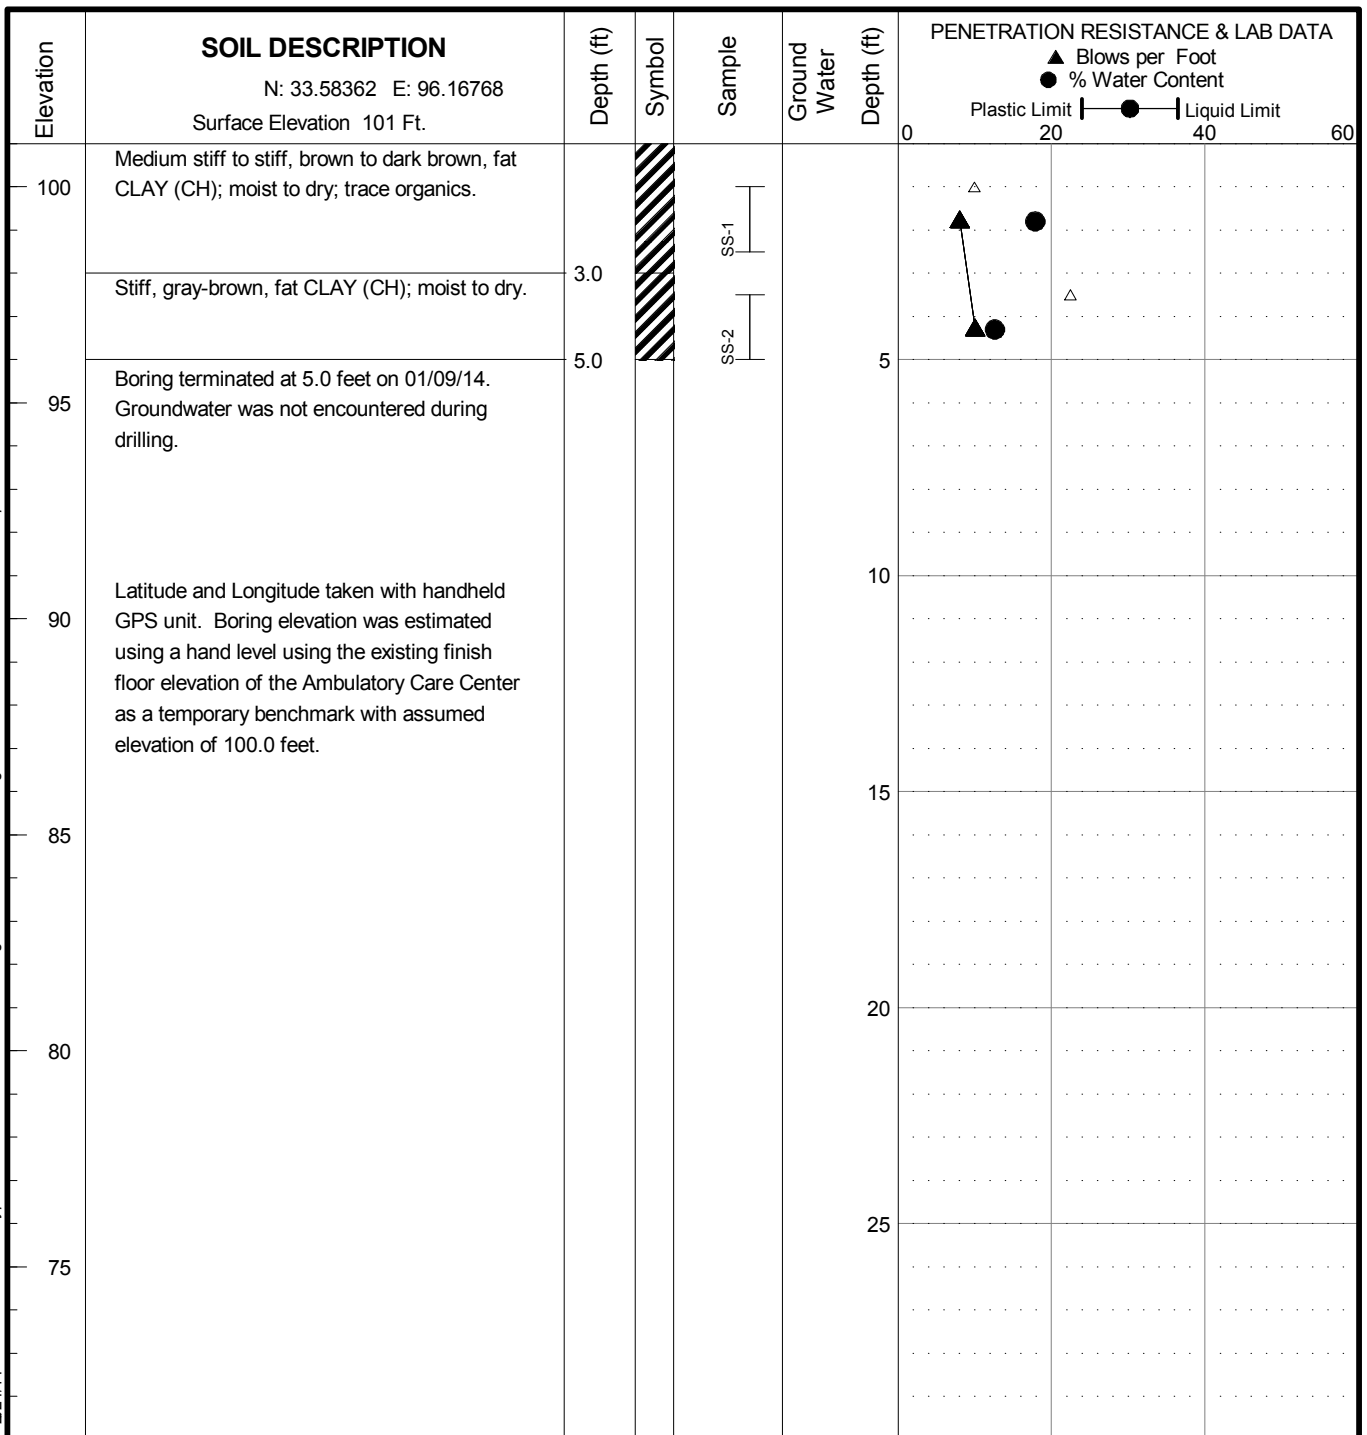 Elevation
SOIL DESCRIPTION
N: 33.58362 E: 96.16768
Surface Elevation 101 Ft.
Depth (ft)
Symbol
Sample
Ground
Water
Depth (ft)
PENETRATION RESISTANCE & LAB DATA
Blows per Foot
% Water Content
Plastic Limit Liquid Limit
0 20 40 60
Medium stiff to stiff, brown to dark brown, fat
CLAY (CH); moist to dry; trace organics.
100
SS-1
3.0
Stiff, gray-brown, fat CLAY (CH); moist to dry.
SS-2
5.0
5
Boring terminated at 5.0 feet on 01/09/14.
95
Groundwater was not encountered during
drilling.
10
Latitude and Longitude taken with handheld
90
GPS unit. Boring elevation was estimated
using a hand level using the existing finish
floor elevation of the Ambulatory Care Center
as a temporary benchmark with assumed
elevation of 100.0 feet.
15
85
20
80
25
75